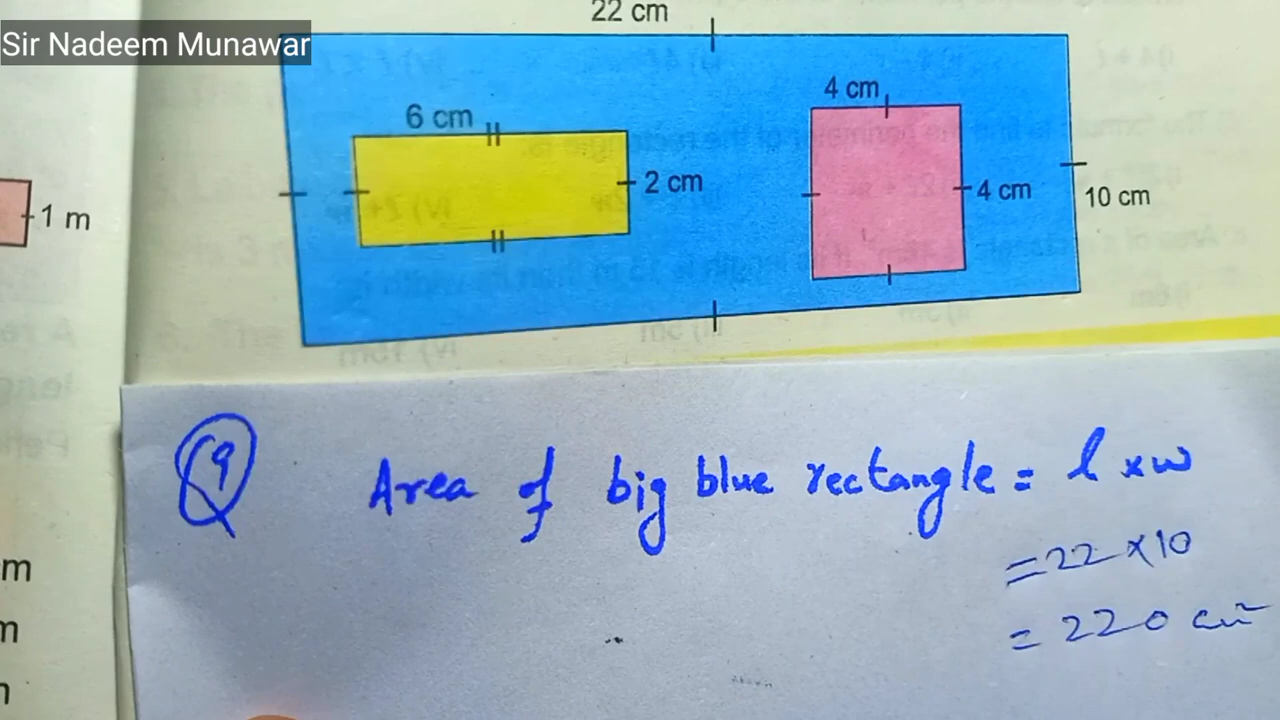 22 cm
Sir Nadeem Munawar
4 cm
6 cm
2 cm
4 cm
10 cm
1 m
Q9 Area of big blue rectangle = l × w
= 22 × 10
= 220 cm²
m
m